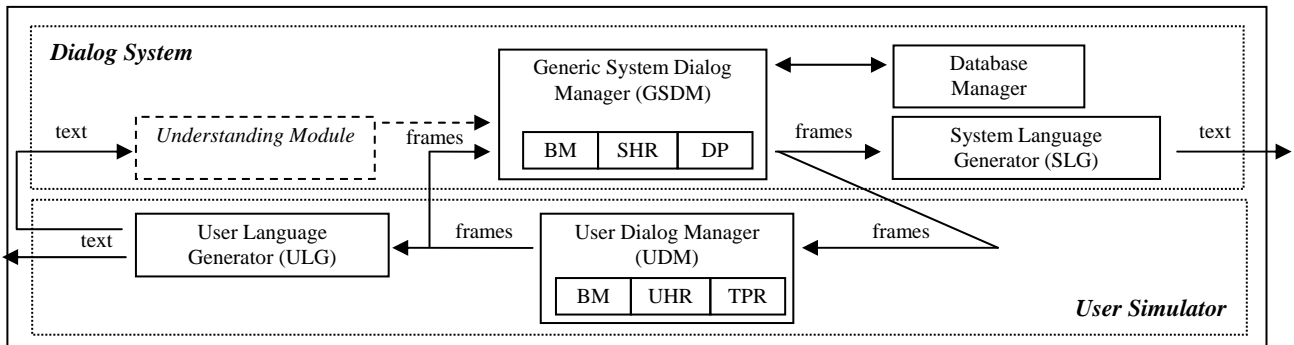 Dialog System
Generic System Dialog
Manager (GSDM)
BM SHR DP
Database
Manager
text
Understanding Module
frames
frames
System Language
Generator (SLG)
text
text
User Language
Generator (ULG)
frames
User Dialog Manager
(UDM)
BM UHR TPR
frames
User Simulator